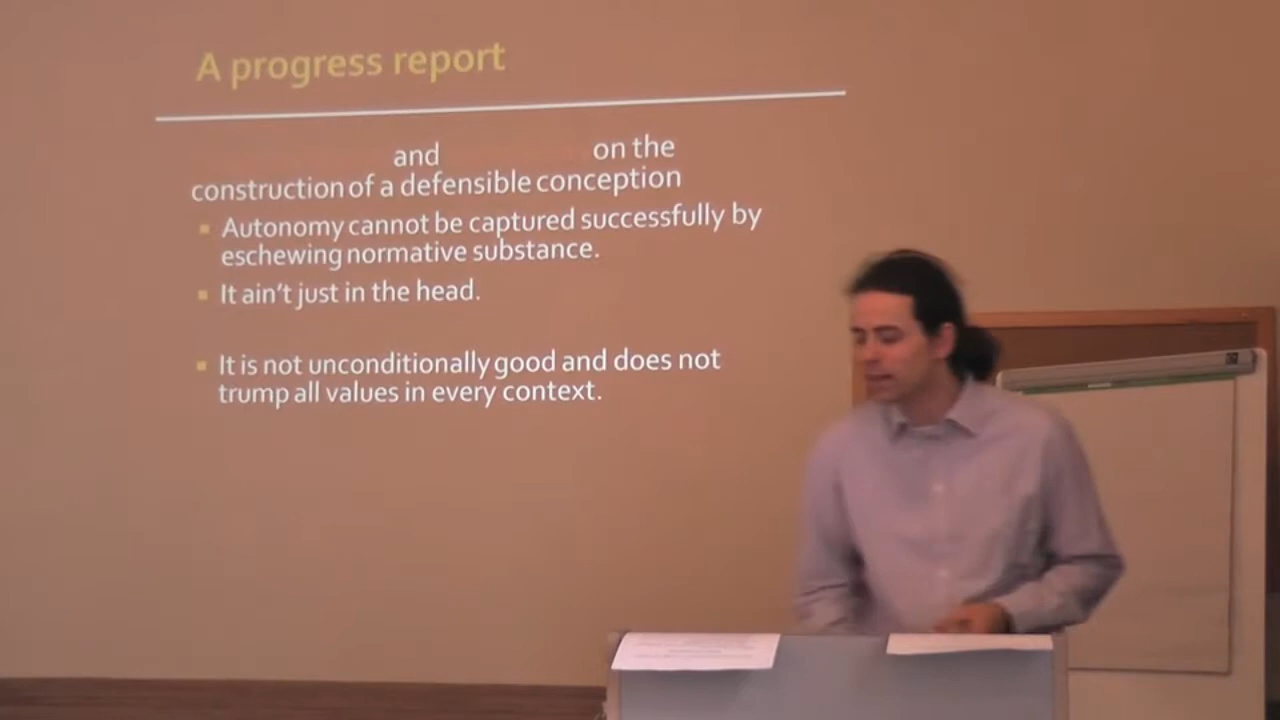 A progress report
and on the
construction of a defensible conception
Autonomy cannot be captured successfully by
eschewing normative substance.
It ain't just in the head.
It is not unconditionally good and does not
trump all values in every context.